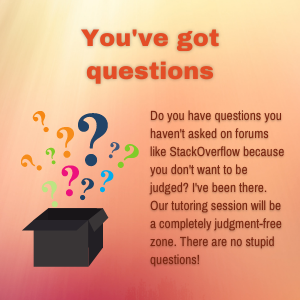 You've got
questions
Do you have questions you
haven't asked on forums
like StackOverflow because
you don't want to be
judged? I've been there.
Our tutoring session will be
a completely judgment-free
zone. There are no stupid
questions!